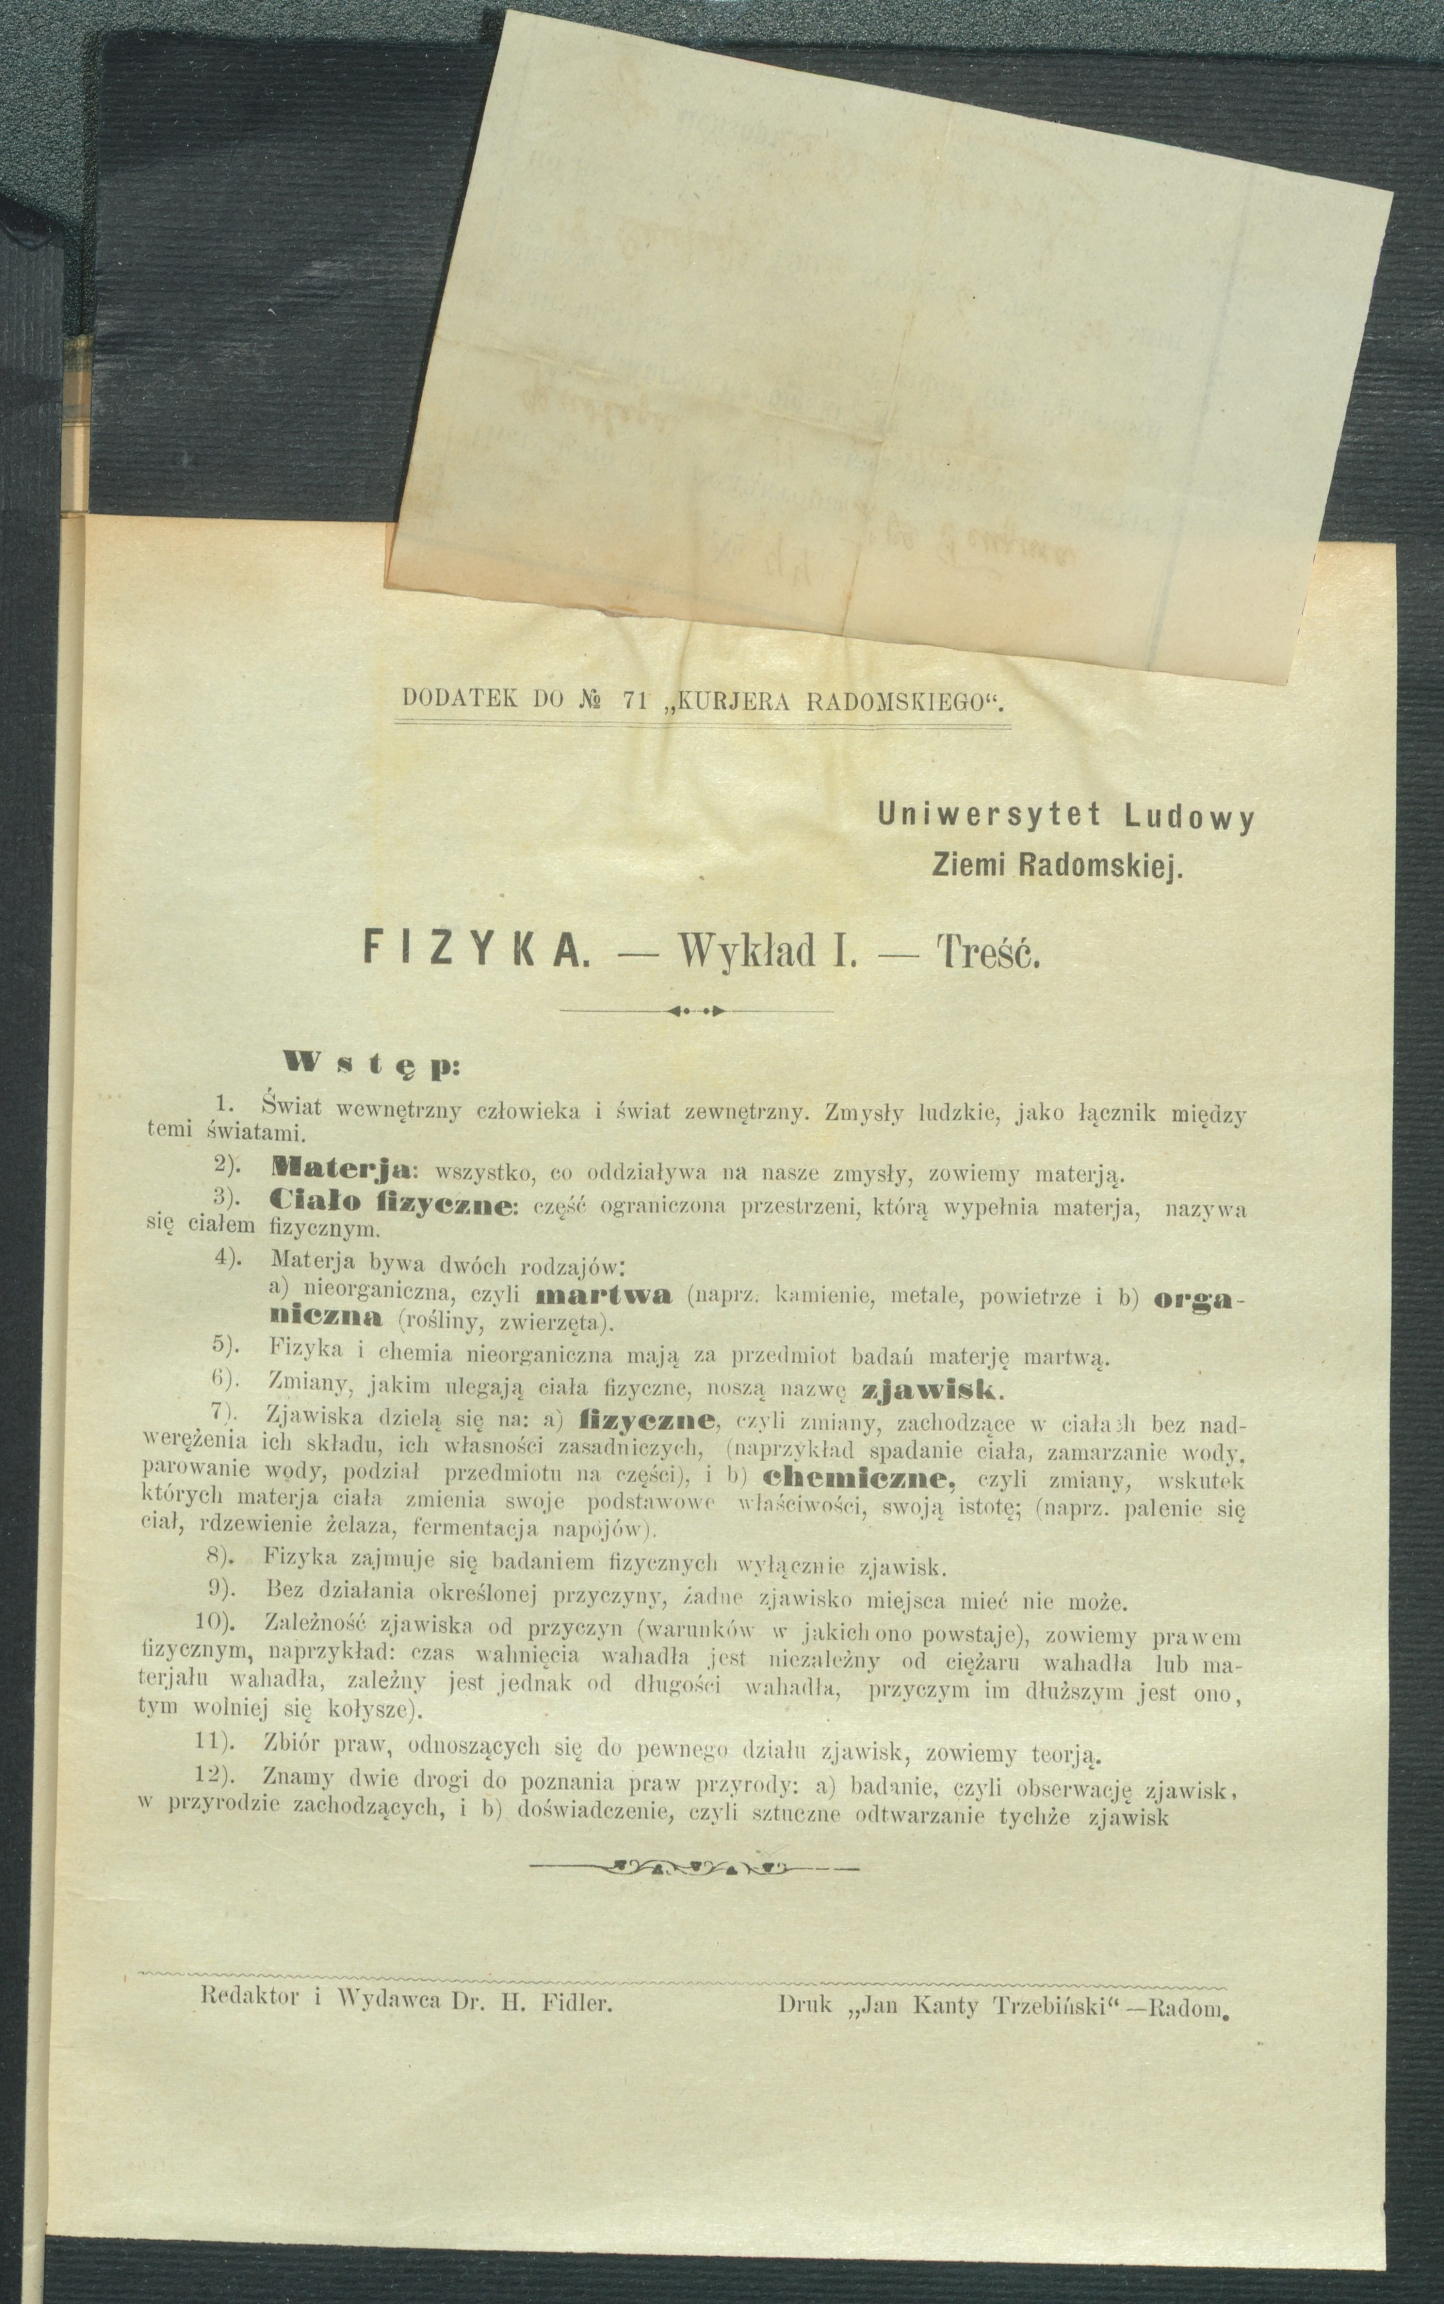 DODATEK DO № 71 „KURJERA RADOMSKIEGO“.
Uniwersytet Ludowy
Ziemi Radomskiej.
FIZYKA. — Wykład I. — Treść.
Wstęp:
1. Świat wewnętrzny człowieka i świat zewnętrzny. Zmysły ludzkie, jako łącznik między
temi światami.
2). Materja: wszystko, co oddziaływa na nasze zmysły, zowiemy materją.
3). Ciało fizyczne: część ograniczona przestrzeni, którą wypełnia materja, nazywa
się ciałem fizycznym.
4). Materja bywa dwóch rodzajów:
a) nieorganiczna, czyli martwa (naprz. kamienie, metale, powietrze i b) orga-
niczna (rośliny, zwierzęta).
5). Fizyka i chemia nieorganiczna mają za przedmiot badań materję martwą.
6). Zmiany, jakim ulegają ciała fizyczne, noszą nazwę zjawisk.
7). Zjawiska dzielą się na: a) fizyczne, czyli zmiany, zachodzące w ciałach bez nad-
werężenia ich składu, ich własności zasadniczych, (naprzykład spadanie ciała, zamarzanie wody,
parowanie wody, podział przedmiotu na części), i b) chemiczne, czyli zmiany, wskutek
których materja ciała zmienia swoje podstawowe właściwości, swoją istotę; (naprz. palenie się
ciał, rdzewienie żelaza, fermentacja napojów).
8). Fizyka zajmuje się badaniem fizycznych wyłącznie zjawisk.
9). Bez działania określonej przyczyny, żadne zjawisko miejsca mieć nie może.
10). Zależność zjawiska od przyczyn (warunków w jakich ono powstaje), zowiemy prawem
fizycznym, naprzykład: czas wahnięcia wahadła jest niezależny od ciężaru wahadła lub ma-
terjału wahadła, zależny jest jednak od długości wahadła, przyczym im dłuższym jest ono,
tym wolniej się kołysze).
11). Zbiór praw, odnoszących się do pewnego działu zjawisk, zowiemy teorją.
12). Znamy dwie drogi do poznania praw przyrody: a) badanie, czyli obserwację zjawisk,
w przyrodzie zachodzących, i b) doświadczenie, czyli sztuczne odtwarzanie tychże zjawisk
Redaktor i Wydawca Dr. H. Fidler.
Druk „Jan Kanty Trzebiński“—Radom.